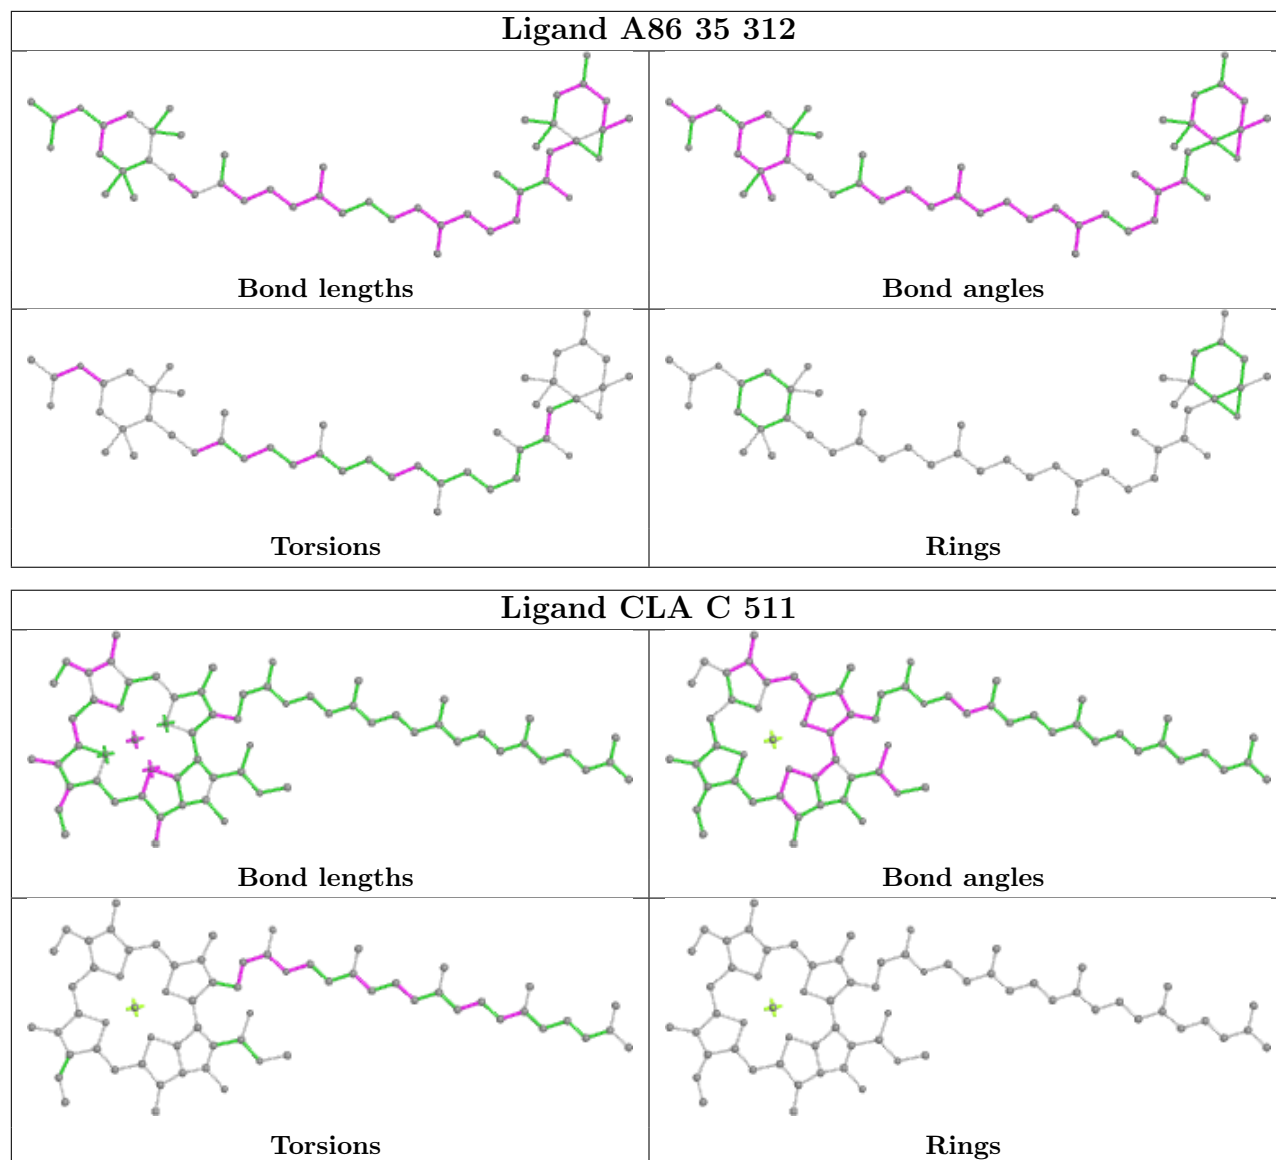 Ligand A86 35 312
Bond lengths
Bond angles
Torsions
Rings
Ligand CLA C 511
Bond lengths
Bond angles
Torsions
Rings